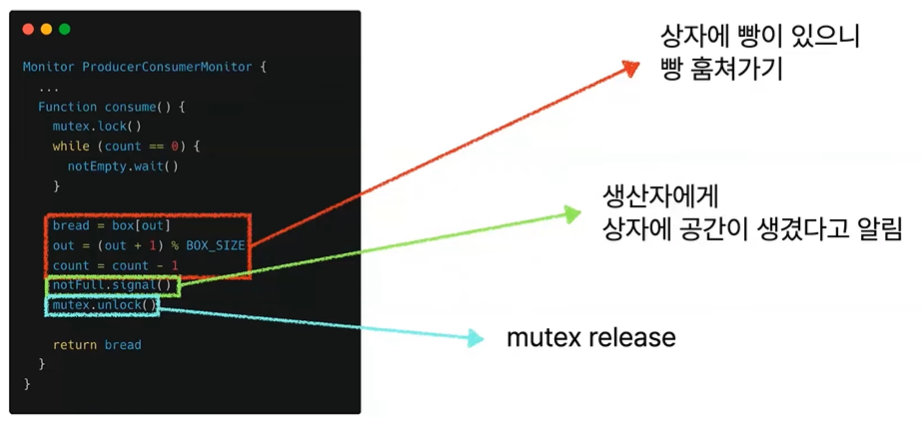 Monitor ProducerConsumerMonitor {
...
Function consume() {
mutex.lock()
while (count == 0) {
notEmpty.wait()
}
bread = box[out]
out = (out + 1) % BOX_SIZE
count = count - 1
notFull.signal()
mutex.unlock()
return bread
}
}
상자에 빵이 있으니
빵 훔쳐가기
생산자에게
상자에 공간이 생겼다고 알림
mutex release